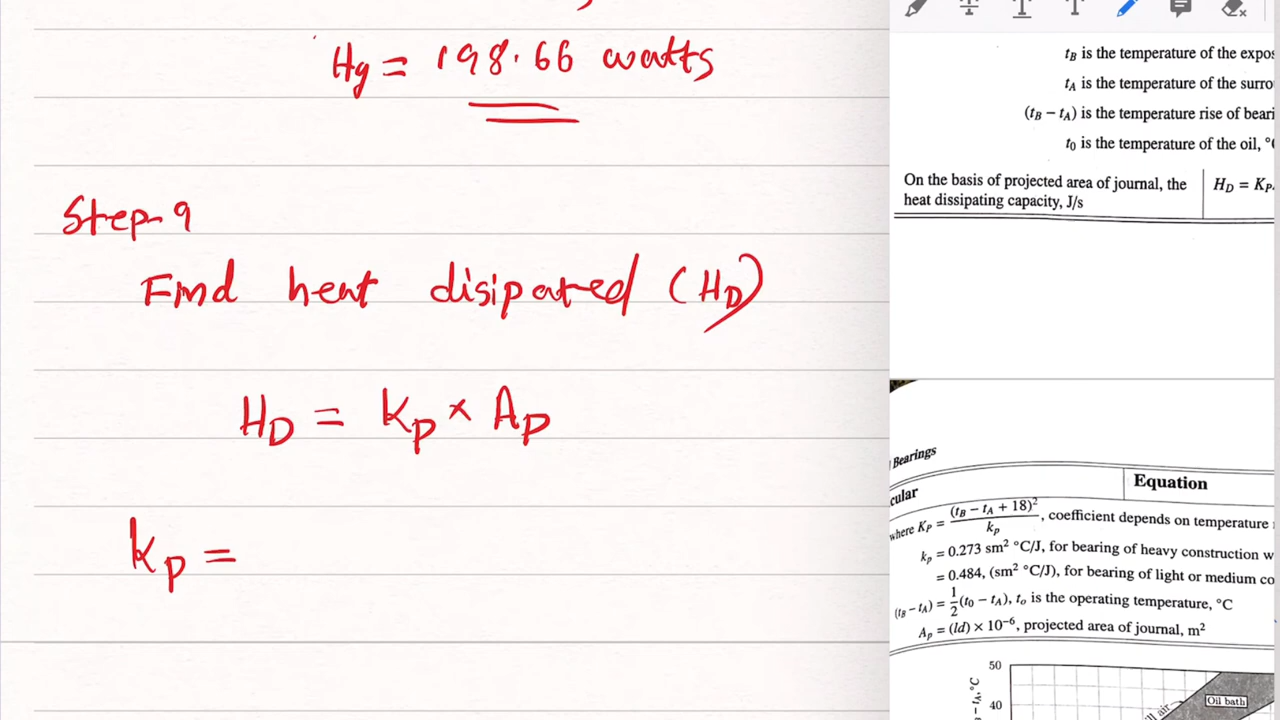 Hg = 198.66 watts
Step-9
Find heat disipated (HD)
HD = Kp × Ap
kp =
tB is the temperature of the expos
tA is the temperature of the surro
(tB − tA) is the temperature rise of beari
t0 is the temperature of the oil, °C
On the basis of projected area of journal, the
heat dissipating capacity, J/s
HD = KP
Bearings
cular
Equation
where KP = (tB − tA + 18)² / kp, coefficient depends on temperature
kp = 0.273 sm² °C/J, for bearing of heavy construction w
= 0.484, (sm² °C/J), for bearing of light or medium co
(tB − tA) = 1/2 (t0 − tA), to is the operating temperature, °C
Ap = (ld) × 10⁻⁶, projected area of journal, m²
50
40
− tA, °C
ll air
Oil bath